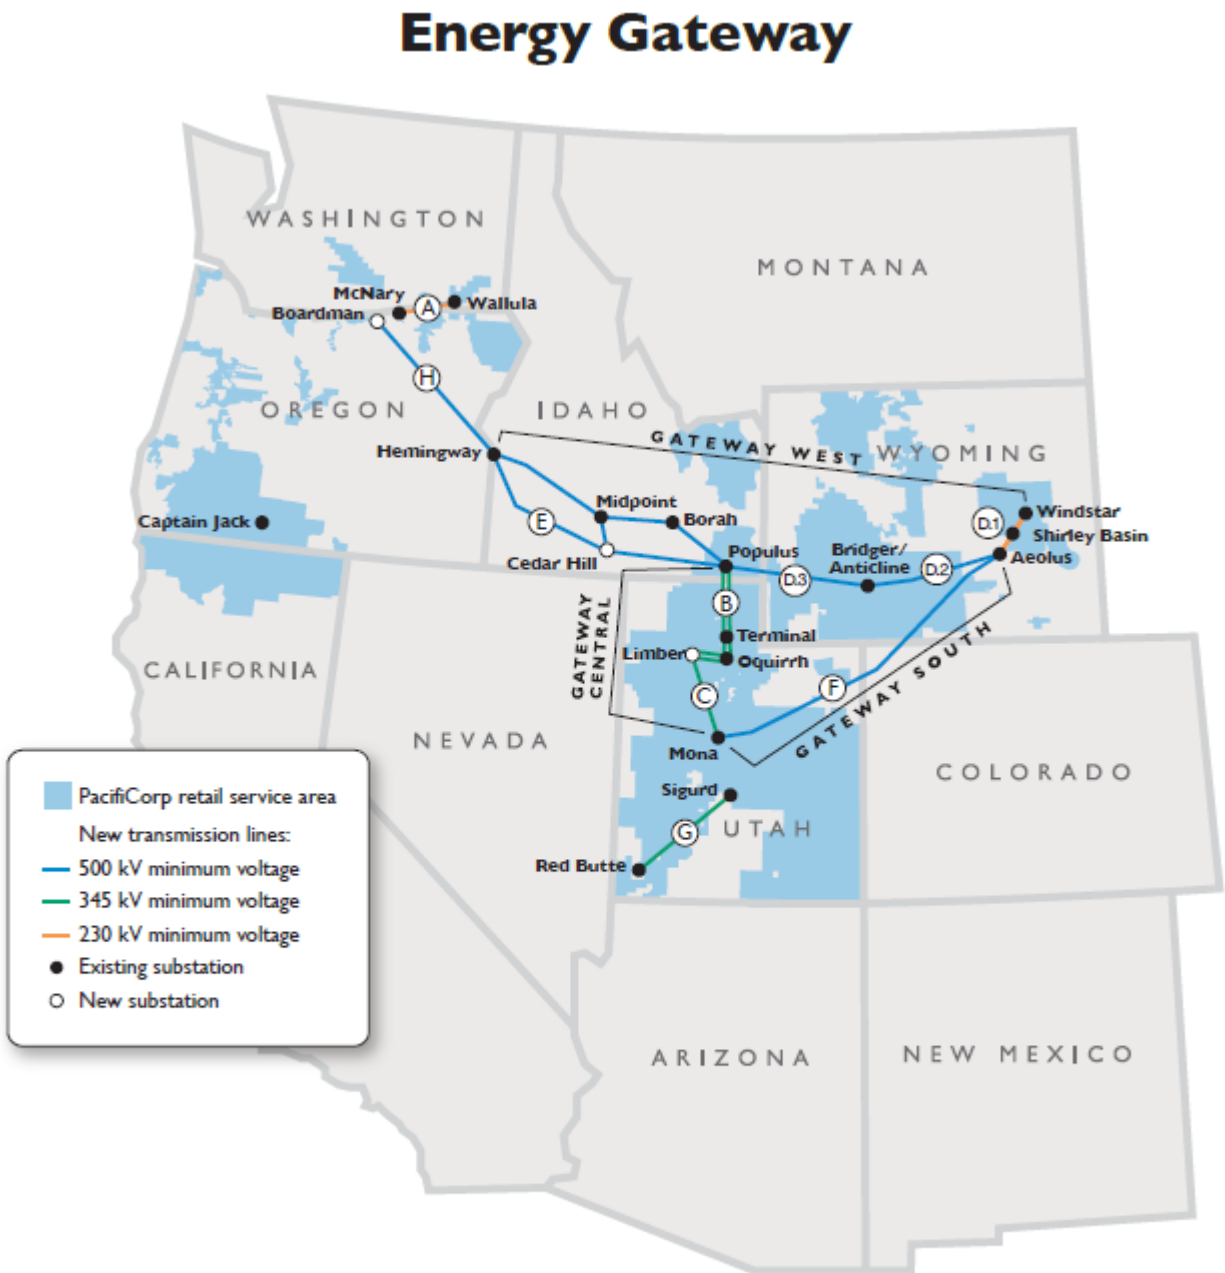 Energy Gateway
WASHINGTON
MONTANA
McNary
A
Wallula
Boardman
H
OREGON
IDAHO
GATEWAY WEST
WYOMING
Hemingway
Midpoint
Borah
Captain Jack
E
Cedar Hill
Populus
Bridger/
Anticline
D.1
Windstar
Shirley Basin
Aeolus
D.2
D.3
B
GATEWAY
CENTRAL
Terminal
Limber
Oquirrh
GATEWAY SOUTH
CALIFORNIA
C
F
NEVADA
Mona
COLORADO
Sigurd
G
UTAH
Red Butte
PacifiCorp retail service area
New transmission lines:
500 kV minimum voltage
345 kV minimum voltage
230 kV minimum voltage
Existing substation
New substation
ARIZONA
NEW MEXICO